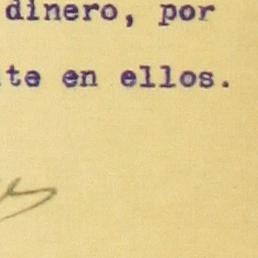 dinero, por
te en ellos.